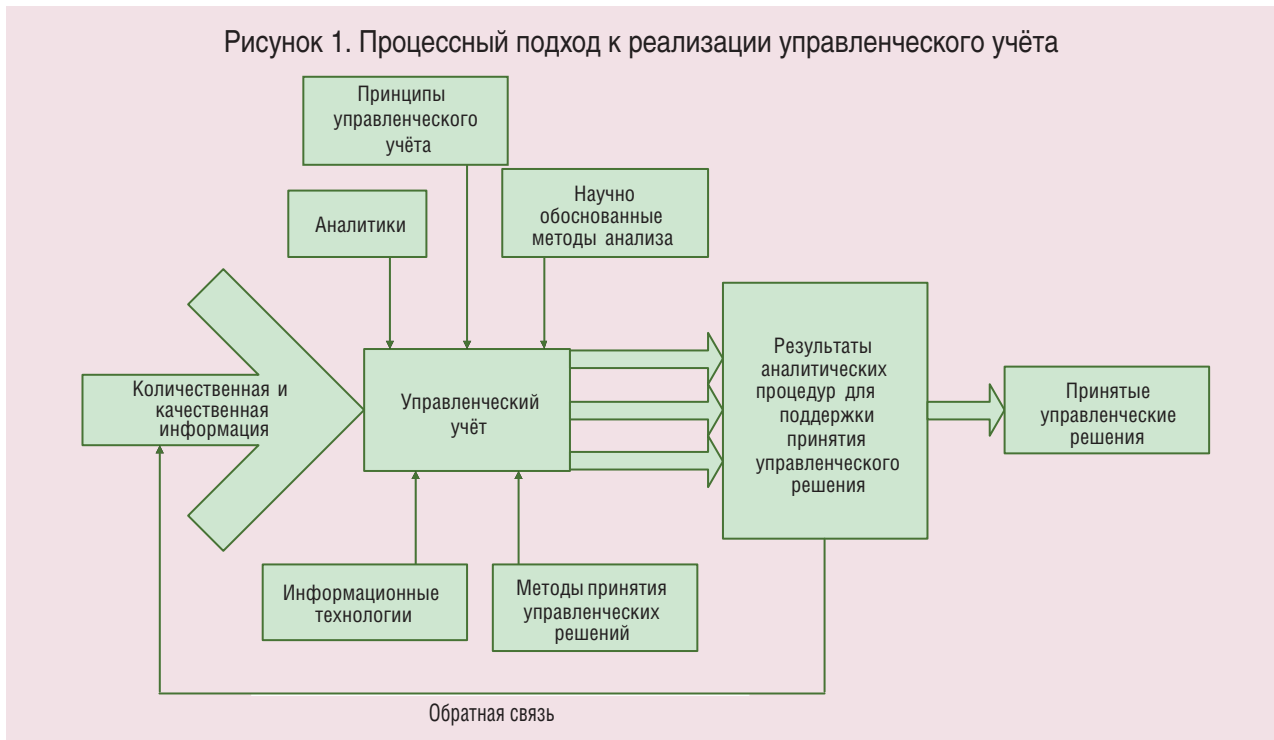 Рисунок 1. Процессный подход к реализации управленческого учёта
Принципы
управленческого
учёта
Аналитики
Научно
обоснованные
методы анализа
Количественная и
качественная
информация
Управленческий
учёт
Результаты
аналитических
процедур для
поддержки
принятия
управленческого
решения
Принятые
управленческие
решения
Информационные
технологии
Методы принятия
управленческих
решений
Обратная связь